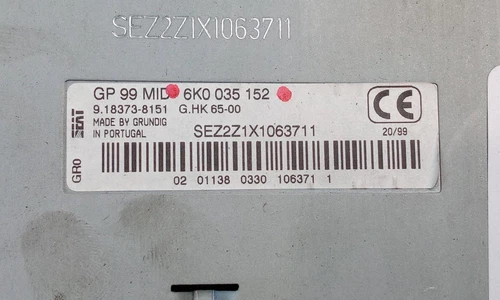 SEZ2Z1X1063711
GP 99 MID 6K0 035 152
9.18373-8151 G.HK 65-00
SEAT
MADE BY GRUNDIG
IN PORTUGAL
SEZ2Z1X1063711
CE
20/99
GR0
02 01138 0330 106371 1